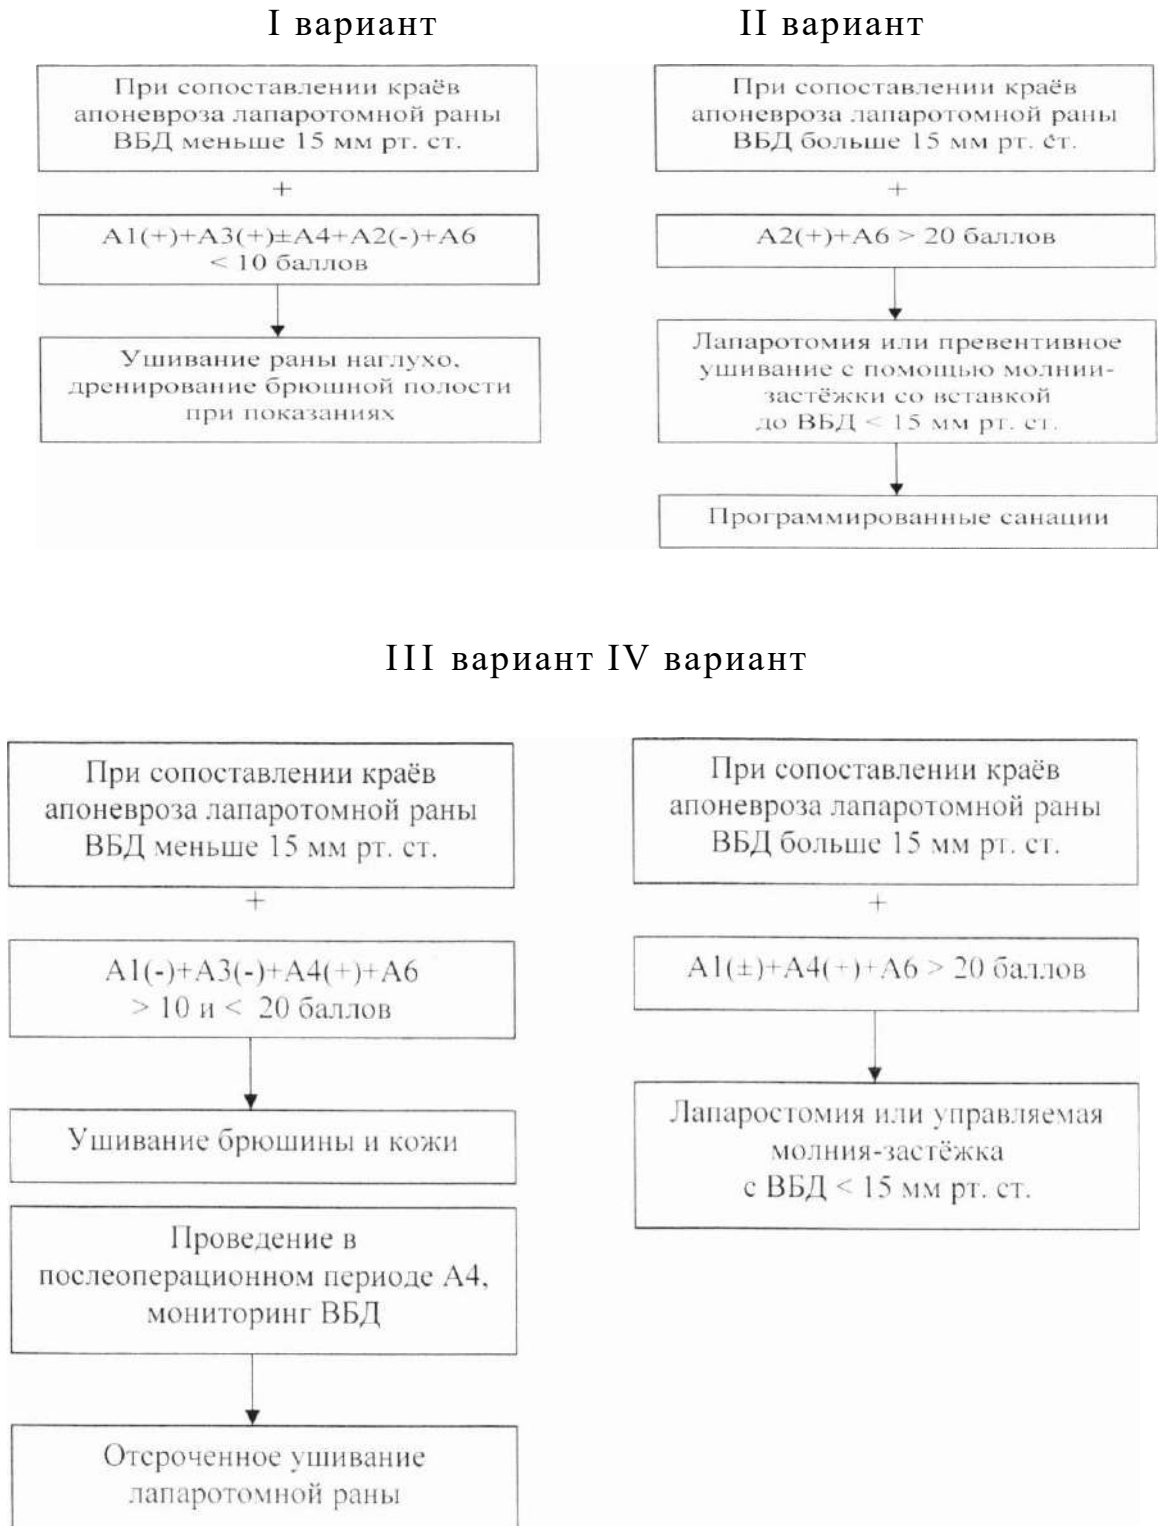 I вариант
При сопоставлении краёв
апоневроза лапаротомной раны
ВБД меньше 15 мм рт. ст.
+
А1(+)+А3(+)±А4+А2(-)+А6
< 10 баллов
Ушивание раны наглухо,
дренирование брюшной полости
при показаниях
II вариант
При сопоставлении краёв
апоневроза лапаротомной раны
ВБД больше 15 мм рт. ст.
+
А2(+)+А6 > 20 баллов
Лапаротомия или превентивное
ушивание с помощью молнии-
застёжки со вставкой
до ВБД < 15 мм рт. ст.
Программированные санации
III вариант IV вариант
При сопоставлении краёв
апоневроза лапаротомной раны
ВБД меньше 15 мм рт. ст.
+
А1(-)+А3(-)+А4(+)+А6
> 10 и < 20 баллов
Ушивание брюшины и кожи
Проведение в
послеоперационном периоде А4,
мониторинг ВБД
Отсроченное ушивание
лапаротомной раны
При сопоставлении краёв
апоневроза лапаротомной раны
ВБД больше 15 мм рт. ст.
+
А1(±)+А4(+)+А6 > 20 баллов
Лапаростомия или управляемая
молния-застёжка
с ВБД < 15 мм рт. ст.